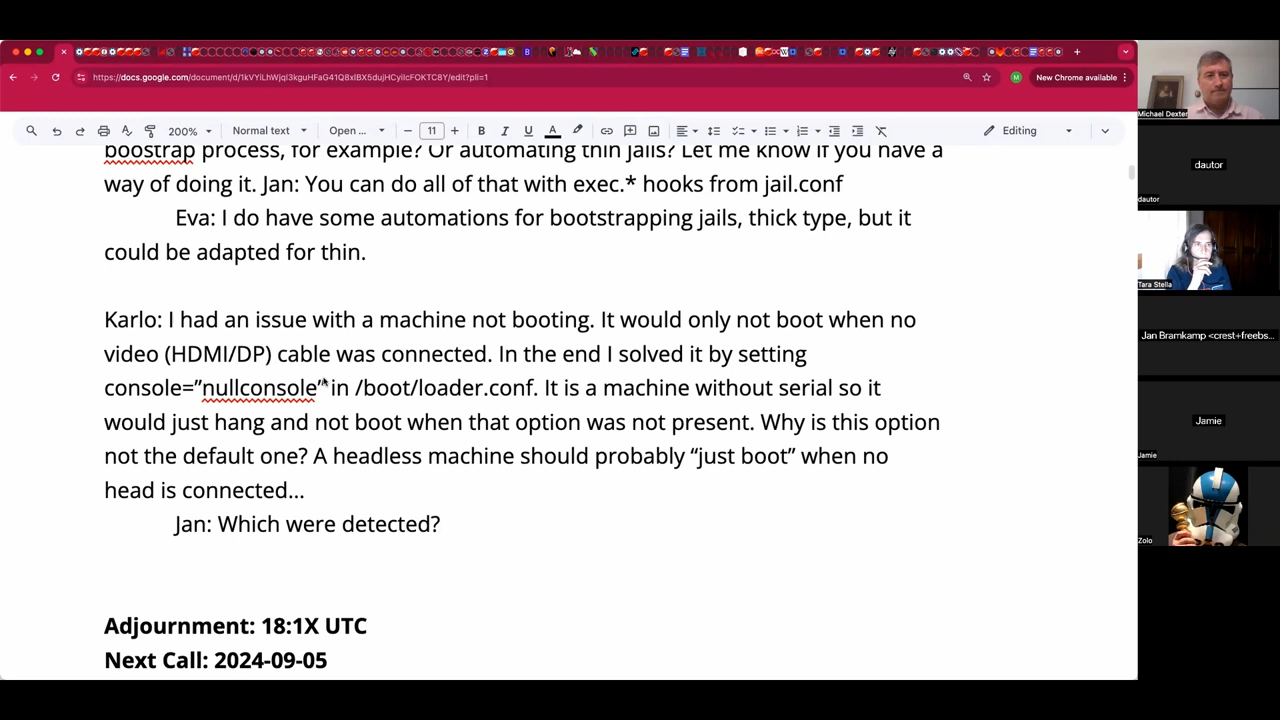 https://docs.google.com/document/d/1kVYiLhWjqI3kguHFaG41Q8xIBX5dujHCyiIcFOKTC8Y/edit?pli=1
New Chrome available
200%
Normal text
Open ...
11
Editing
boostrap process, for example? Or automating thin jails? Let me know if you have a
way of doing it. Jan: You can do all of that with exec.* hooks from jail.conf
Eva: I do have some automations for bootstrapping jails, thick type, but it
could be adapted for thin.
Karlo: I had an issue with a machine not booting. It would only not boot when no
video (HDMI/DP) cable was connected. In the end I solved it by setting
console=”nullconsole” in /boot/loader.conf. It is a machine without serial so it
would just hang and not boot when that option was not present. Why is this option
not the default one? A headless machine should probably “just boot” when no
head is connected...
Jan: Which were detected?
Adjournment: 18:1X UTC
Next Call: 2024-09-05
Michael Dexter
dautor
dautor
Tara Stella
Jan Bramkamp <crest+freebs...
Jamie
Jamie
Zolo